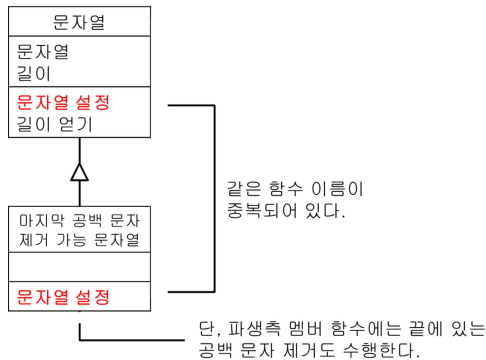 문자열
문자열
길이
문자열 설정
길이 얻기
같은 함수 이름이
중복되어 있다.
마지막 공백 문자
제거 가능 문자열
문자열 설정
단, 파생측 멤버 함수에는 끝에 있는
공백 문자 제거도 수행한다.